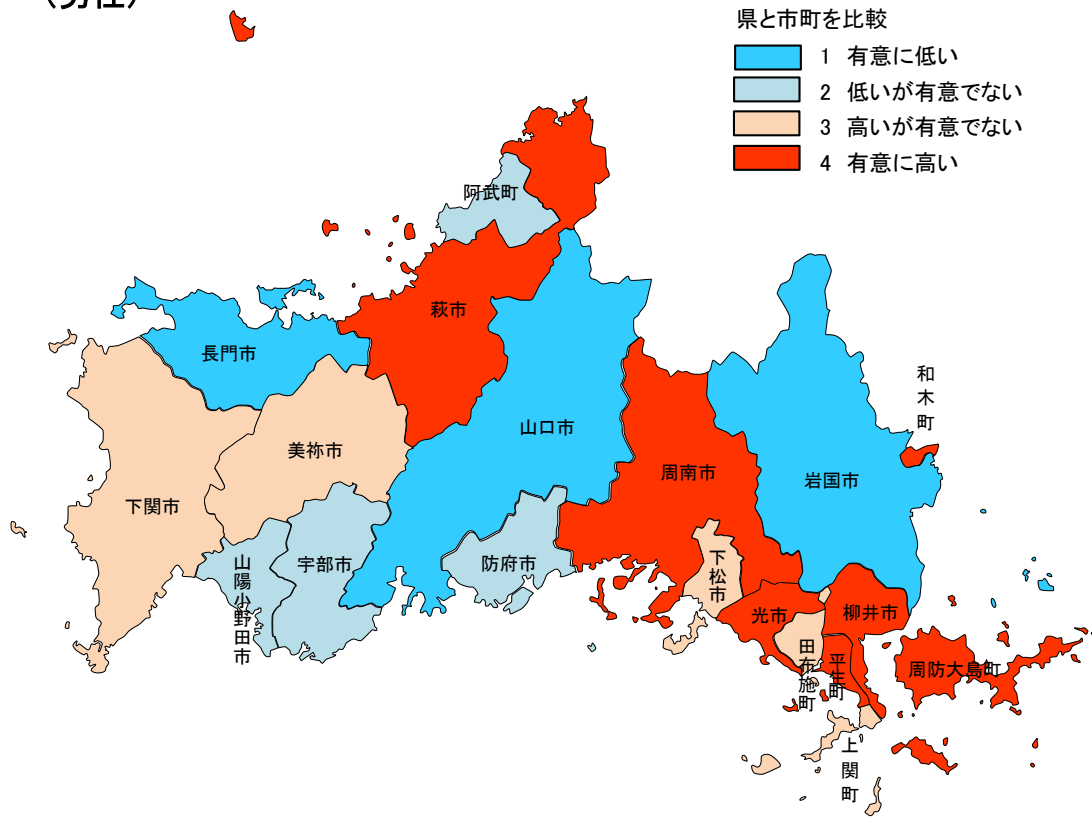 (男性)
県と市町を比較
1 有意に低い
2 低いが有意でない
3 高いが有意でない
4 有意に高い
阿武町
萩市
長門市
和木町
山口市
美祢市
周南市
岩国市
下関市
宇部市
防府市
山陽小野田市
下松市
光市
柳井市
田布施町
平生町
周防大島町
上関町